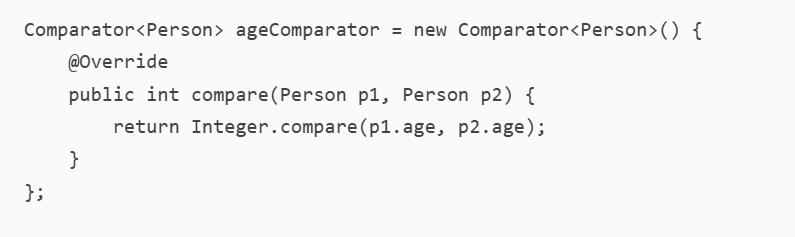 Comparator<Person> ageComparator = new Comparator<Person>() {
    @Override
    public int compare(Person p1, Person p2) {
        return Integer.compare(p1.age, p2.age);
    }
};